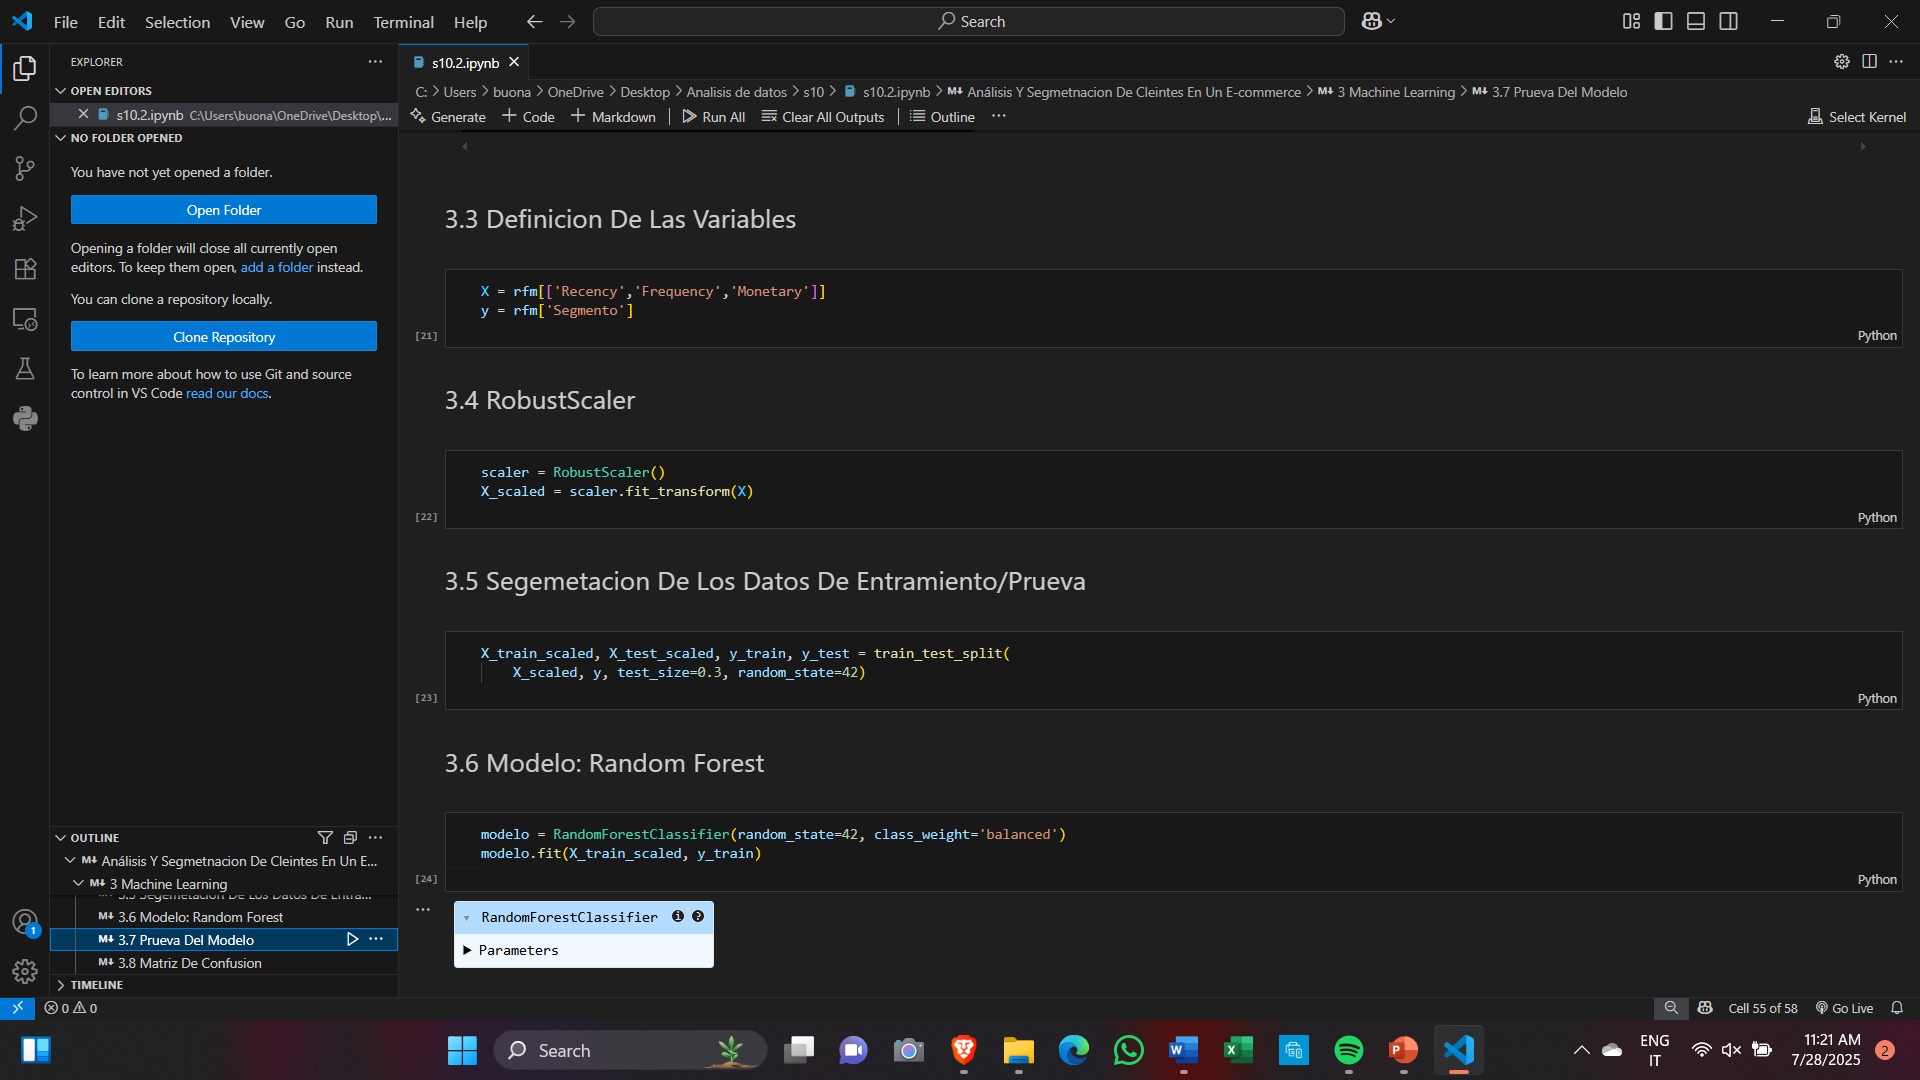 File Edit Selection View Go Run Terminal Help
Search
EXPLORER
OPEN EDITORS
s10.2.ipynb C:\Users\buona\OneDrive\Desktop\...
NO FOLDER OPENED
You have not yet opened a folder.
Open Folder
Opening a folder will close all currently open
editors. To keep them open, add a folder instead.
You can clone a repository locally.
Clone Repository
To learn more about how to use Git and source
control in VS Code read our docs.
OUTLINE
M↓ Análisis Y Segmetnacion De Cleintes En Un E...
M↓ 3 Machine Learning
M↓ 3.5 Segemetacion De Los Datos De Entra...
M↓ 3.6 Modelo: Random Forest
M↓ 3.7 Prueva Del Modelo
M↓ 3.8 Matriz De Confusion
TIMELINE
s10.2.ipynb
C: > Users > buona > OneDrive > Desktop > Analisis de datos > s10 > s10.2.ipynb > M↓ Análisis Y Segmetnacion De Cleintes En Un E-commerce > M↓ 3 Machine Learning > M↓ 3.7 Prueva Del Modelo
Generate + Code + Markdown | Run All Clear All Outputs | Outline ...
Select Kernel
3.3 Definicion De Las Variables
X = rfm[['Recency','Frequency','Monetary']]
y = rfm['Segmento']
[21]
Python
3.4 RobustScaler
scaler = RobustScaler()
X_scaled = scaler.fit_transform(X)
[22]
Python
3.5 Segemetacion De Los Datos De Entramiento/Prueva
X_train_scaled, X_test_scaled, y_train, y_test = train_test_split(
X_scaled, y, test_size=0.3, random_state=42)
[23]
Python
3.6 Modelo: Random Forest
modelo = RandomForestClassifier(random_state=42, class_weight='balanced')
modelo.fit(X_train_scaled, y_train)
[24]
Python
...
RandomForestClassifier i ?
Parameters
1
0 0
Cell 55 of 58
Go Live
Search
W
X
P
ENG
IT
11:21 AM
7/28/2025
2